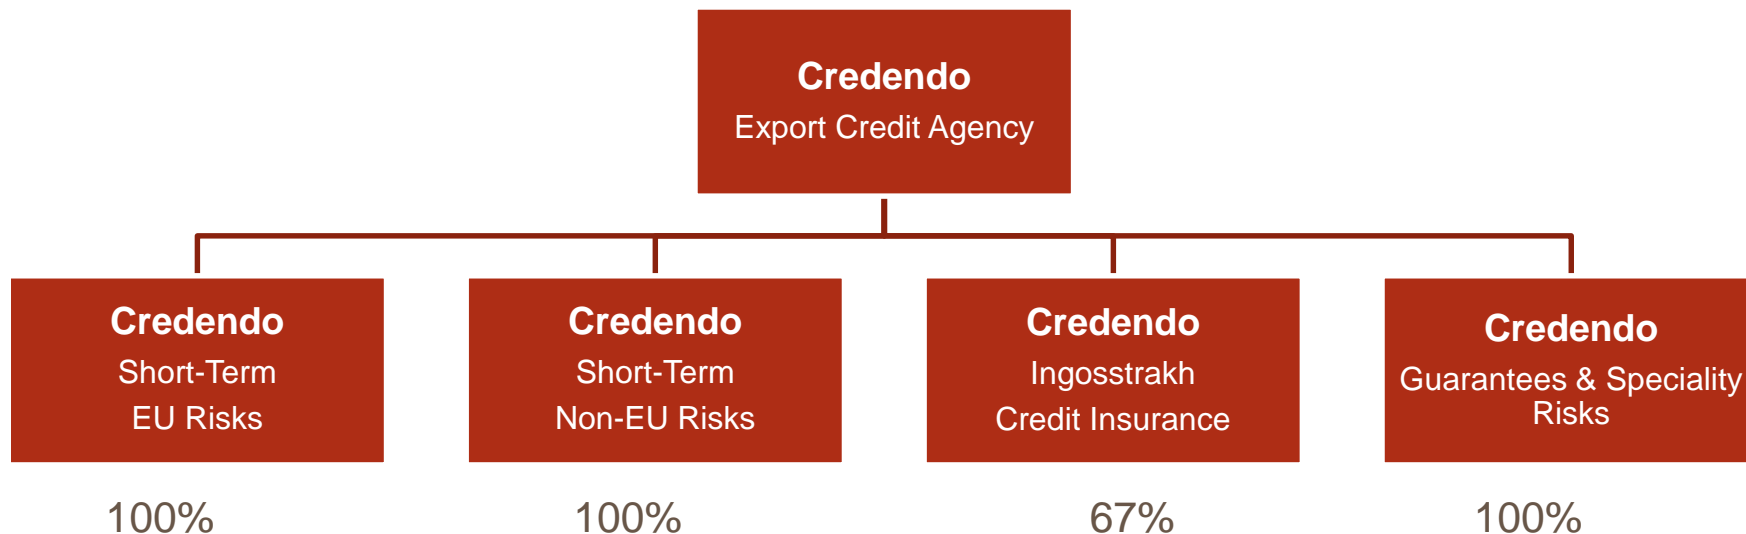 Credendo
Export Credit Agency
Credendo
Short-Term
EU Risks
Credendo
Short-Term
Non-EU Risks
Credendo
Ingosstrakh
Credit Insurance
Credendo
Guarantees & Speciality
Risks
100%
100%
67%
100%